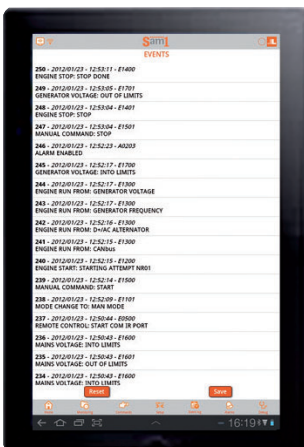 Sam1
EVENTS
250 - 2012/01/23 - 12:53:11 - E1400
ENGINE STOP: STOP DONE
249 - 2012/01/23 - 12:53:05 - E1701
GENERATOR VOLTAGE: OUT OF LIMITS
248 - 2012/01/23 - 12:53:04 - E1401
ENGINE STOP: STOP
247 - 2012/01/23 - 12:53:04 - E1501
MANUAL COMMAND: STOP
246 - 2012/01/23 - 12:52:23 - A0203
ALARM ENABLED
245 - 2012/01/23 - 12:52:17 - E1700
GENERATOR VOLTAGE: INTO LIMITS
244 - 2012/01/23 - 12:52:17 - E1300
ENGINE RUN FROM: GENERATOR VOLTAGE
243 - 2012/01/23 - 12:52:17 - E1300
ENGINE RUN FROM: GENERATOR FREQUENCY
242 - 2012/01/23 - 12:52:16 - E1300
ENGINE RUN FROM: D+/AC ALTERNATOR
241 - 2012/01/23 - 12:52:15 - E1300
ENGINE RUN FROM: CANbus
240 - 2012/01/23 - 12:52:15 - E1200
ENGINE START: STARTING ATTEMPT NR01
239 - 2012/01/23 - 12:52:14 - E1500
MANUAL COMMAND: START
238 - 2012/01/23 - 12:52:09 - E1101
MODE CHANGE TO: MAN MODE
237 - 2012/01/23 - 12:50:44 - E0500
REMOTE CONTROL: START COM IR PORT
236 - 2012/01/23 - 12:50:43 - E1600
MAINS VOLTAGE: INTO LIMITS
235 - 2012/01/23 - 12:50:43 - E1601
MAINS VOLTAGE: OUT OF LIMITS
234 - 2012/01/23 - 12:50:43 - E1600
MAINS VOLTAGE: INTO LIMITS
Reset Save
16:19